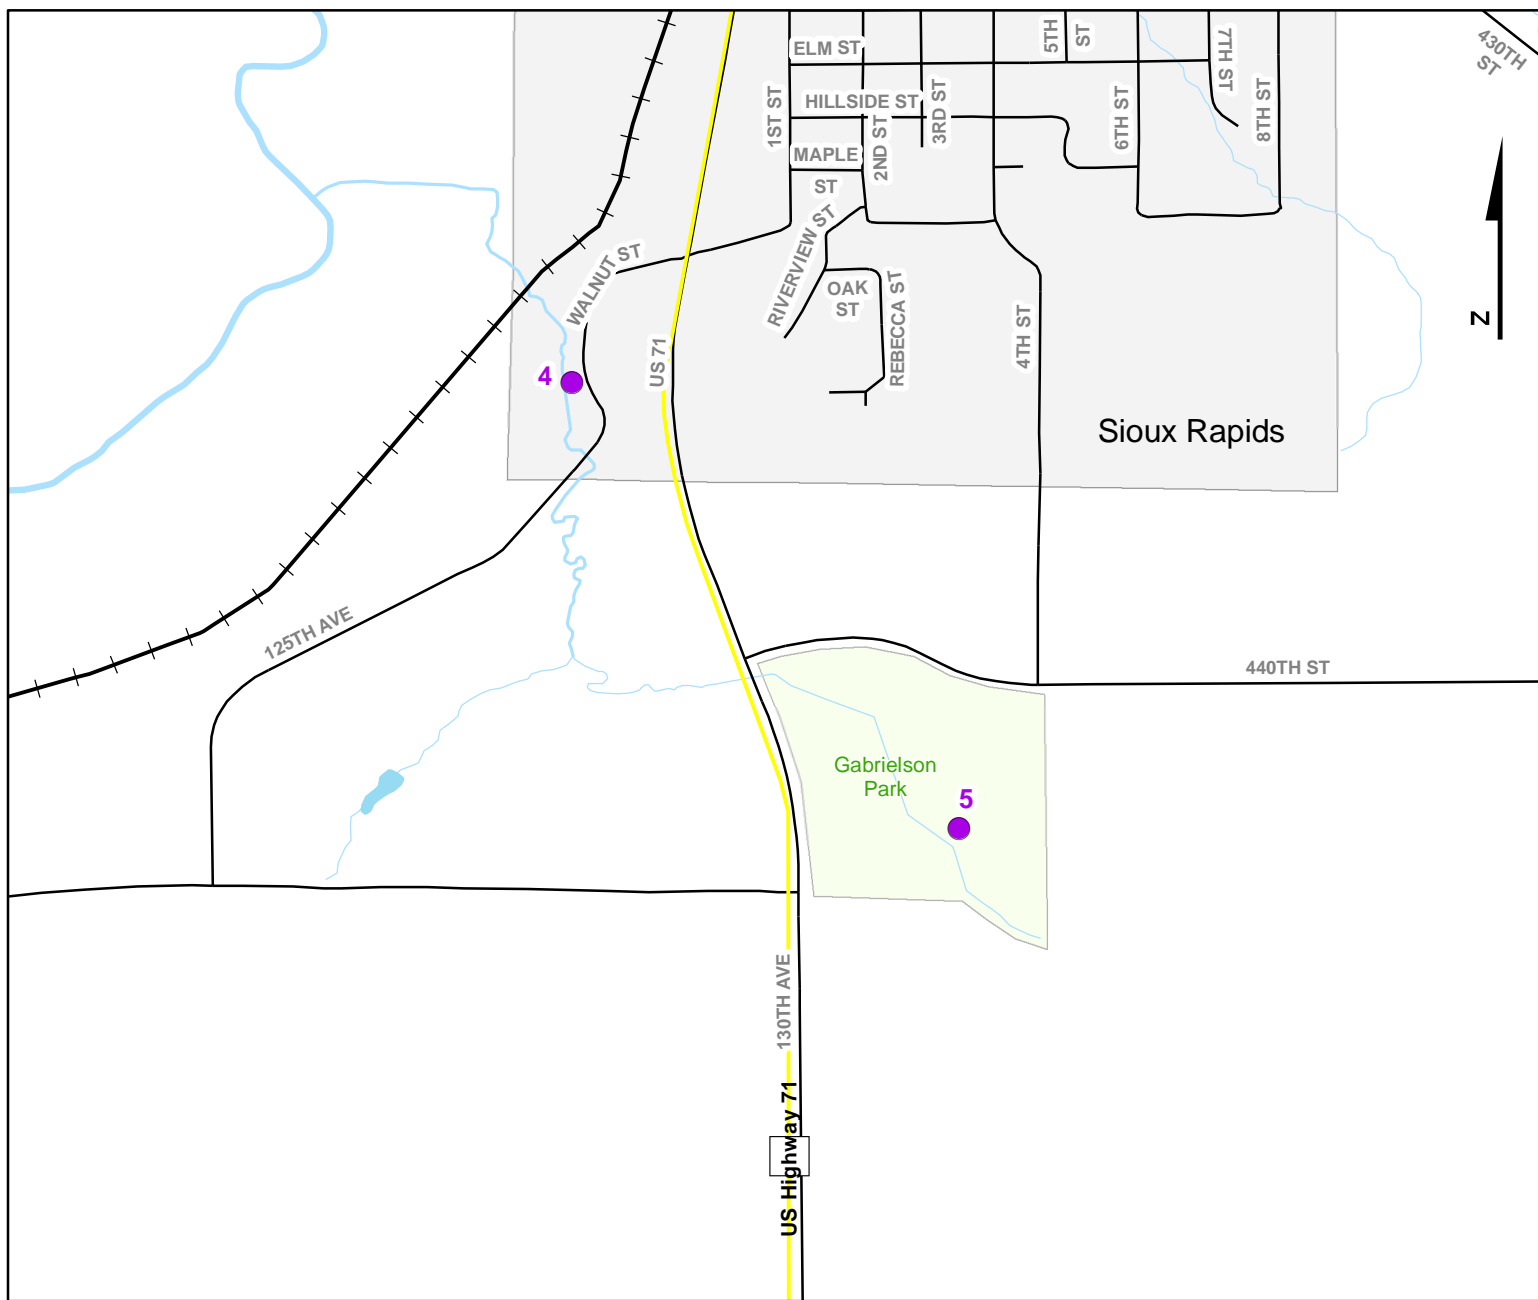 ELM ST
5TH
ST
7TH ST
430TH
ST
1ST ST
HILLSIDE ST
3RD ST
6TH ST
8TH ST
MAPLE
ST
2ND ST
RIVERVIEW ST
WALNUT ST
OAK
ST
REBECCA ST
4TH ST
N
US 71
4
Sioux Rapids
125TH AVE
440TH ST
Gabrielson
Park
5
130TH AVE
US Highway 71